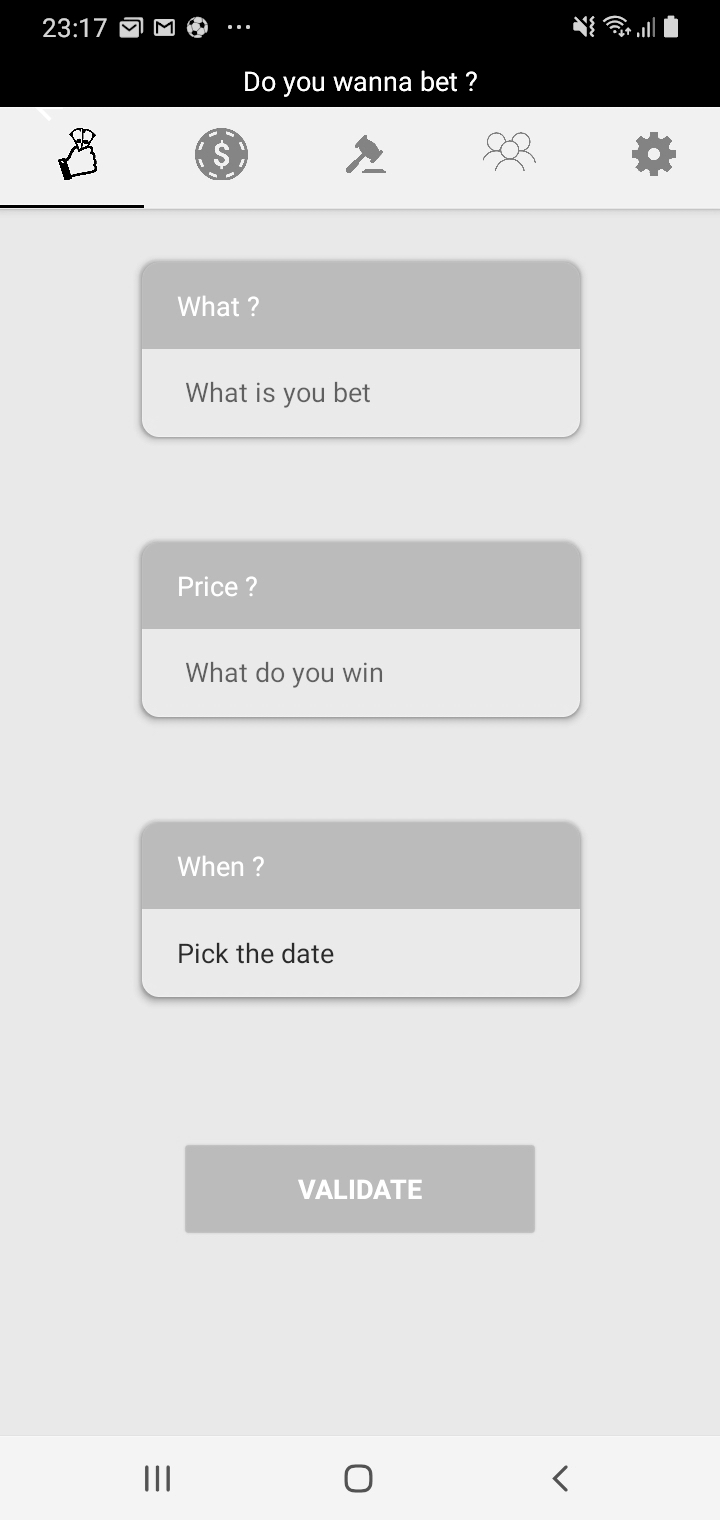 23:17
Do you wanna bet ?
$
What ?
What is you bet
Price ?
What do you win
When ?
Pick the date
VALIDATE